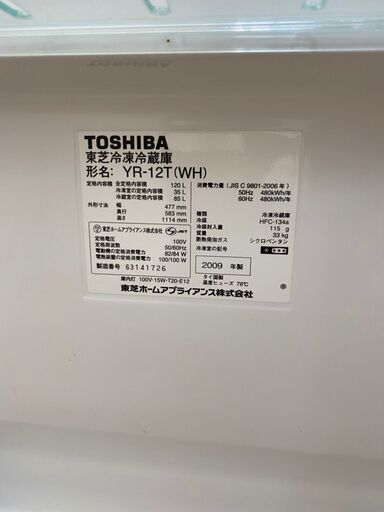 TOSHIBA
東芝冷凍冷蔵庫
形名: YR-12T(WH)
定格内容積 全定格内容積 120 L
冷凍室の定格内容積 35 L
冷蔵室の定格内容積 85 L
外形寸法 幅 477 mm
奥行 583 mm
高さ 1114 mm
東芝ホームアプライアンス株式会社 JET
定格電圧 100V
定格周波数 50/60Hz
電動機の定格消費電力 82/84 W
電熱装置の定格消費電力 100/100 W
製造番号 63141726
消費電力量 (JIS C 9801-2006 年)
50Hz 480kWh/年
60Hz 480kWh/年
種類 冷凍冷蔵庫
冷媒 HFC-134a
冷媒封入量 115 g
質量 33 kg
断熱発泡ガス シクロペンタン
冷凍室の記号
2009 年製
タイ国製
庫内灯 100V-15W-T20-E12
温度ヒューズ 76℃
東芝ホームアプライアンス株式会社
®